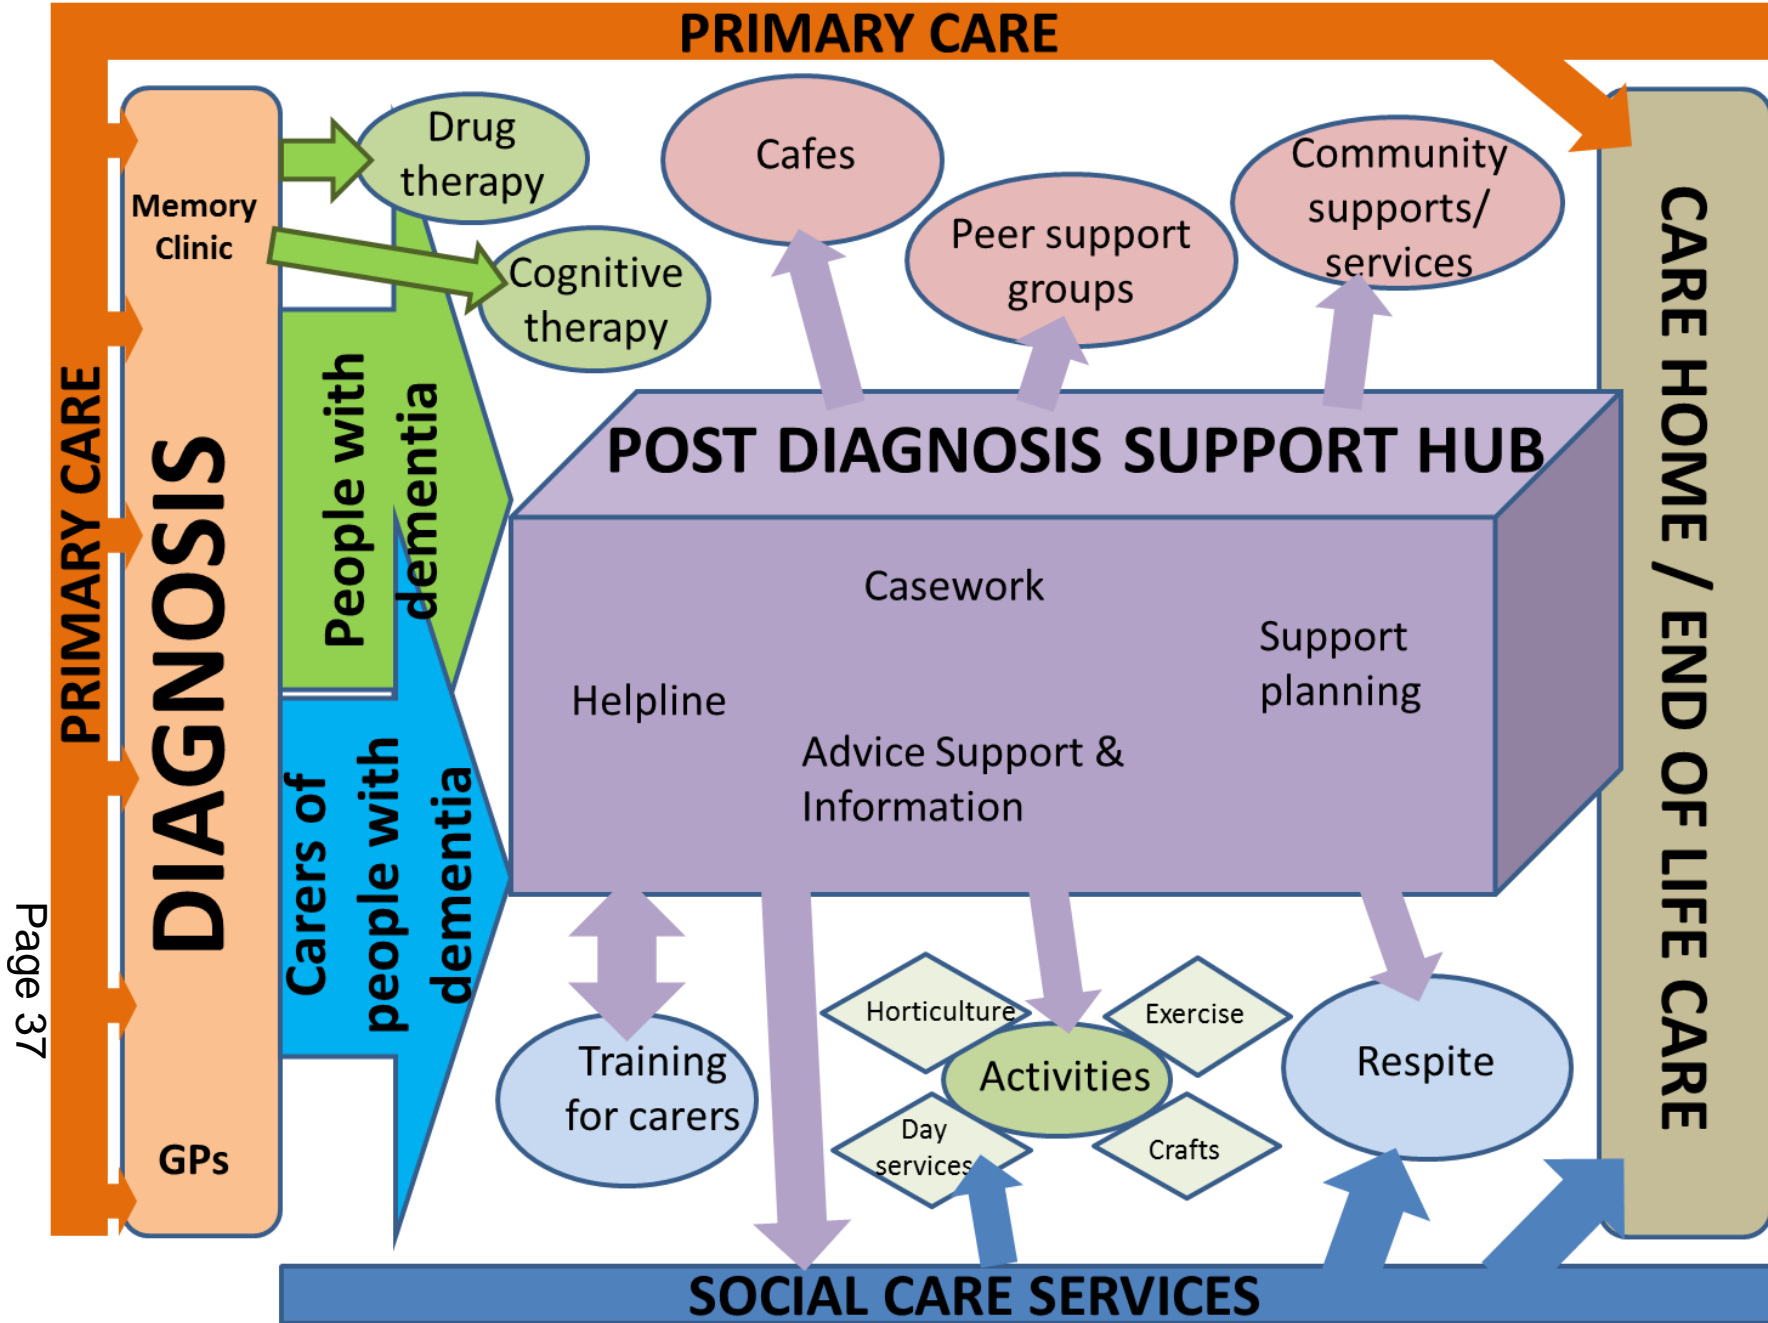 PRIMARY CARE
PRIMARY CARE
Memory
Clinic
DIAGNOSIS
GPs
Drug
therapy
Cognitive
therapy
Cafes
Peer support
groups
Community
supports/
services
People with
dementia
Carers of
people with
dementia
POST DIAGNOSIS SUPPORT HUB
Casework
Support
planning
Helpline
Advice Support &
Information
Training
for carers
Horticulture
Exercise
Activities
Day
services
Crafts
Respite
CARE HOME / END OF LIFE CARE
SOCIAL CARE SERVICES
Page 37